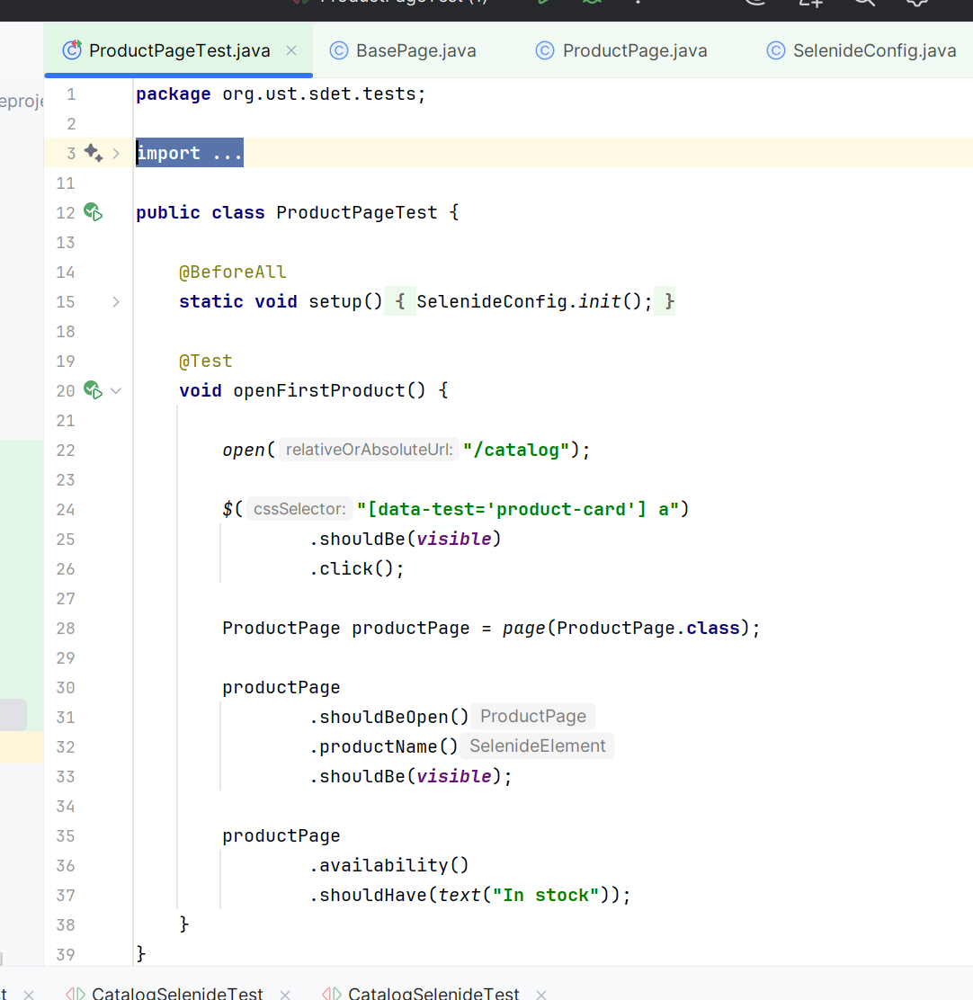 ProductPageTest.java × BasePage.java ProductPage.java SelenideConfig.java
1 package org.ust.sdet.tests;
2
3 import ...
11
12 public class ProductPageTest {
13
14 @BeforeAll
15 static void setup() { SelenideConfig.init(); }
18
19 @Test
20 void openFirstProduct() {
21
22 open( relativeOrAbsoluteUrl: "/catalog");
23
24 $( cssSelector: "[data-test='product-card'] a")
25 .shouldBe(visible)
26 .click();
27
28 ProductPage productPage = page(ProductPage.class);
29
30 productPage
31 .shouldBeOpen() ProductPage
32 .productName() SelenideElement
33 .shouldBe(visible);
34
35 productPage
36 .availability()
37 .shouldHave(text("In stock"));
38 }
39 }
CatalogSelenideTest × CatalogSelenideTest ×